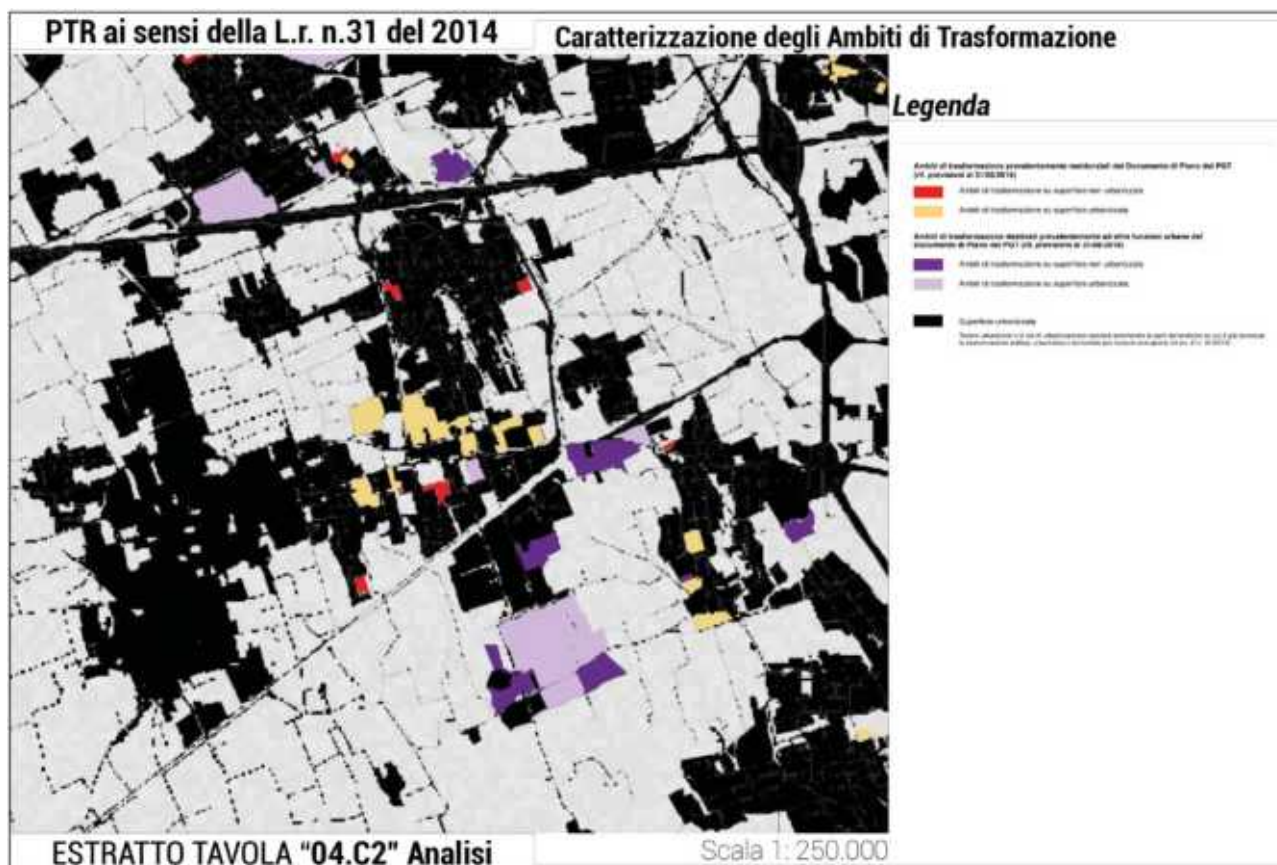 PTR ai sensi della L.r. n.31 del 2014
Caratterizzazione degli Ambiti di Trasformazione
Legenda
Ambiti di trasformazione prevalentemente residenziali del Documento di Piano del PGT
Ambiti di trasformazione su superficie non urbanizzata
Ambiti di trasformazione su superficie urbanizzata
Ambiti di trasformazione destinati prevalentemente ad altre funzioni urbane del
Documento di Piano del PGT
Ambiti di trasformazione su superficie non urbanizzata
Ambiti di trasformazione su superficie urbanizzata
Superficie urbanizzata
ESTRATTO TAVOLA "04.C2" Analisi
Scala 1: 250.000